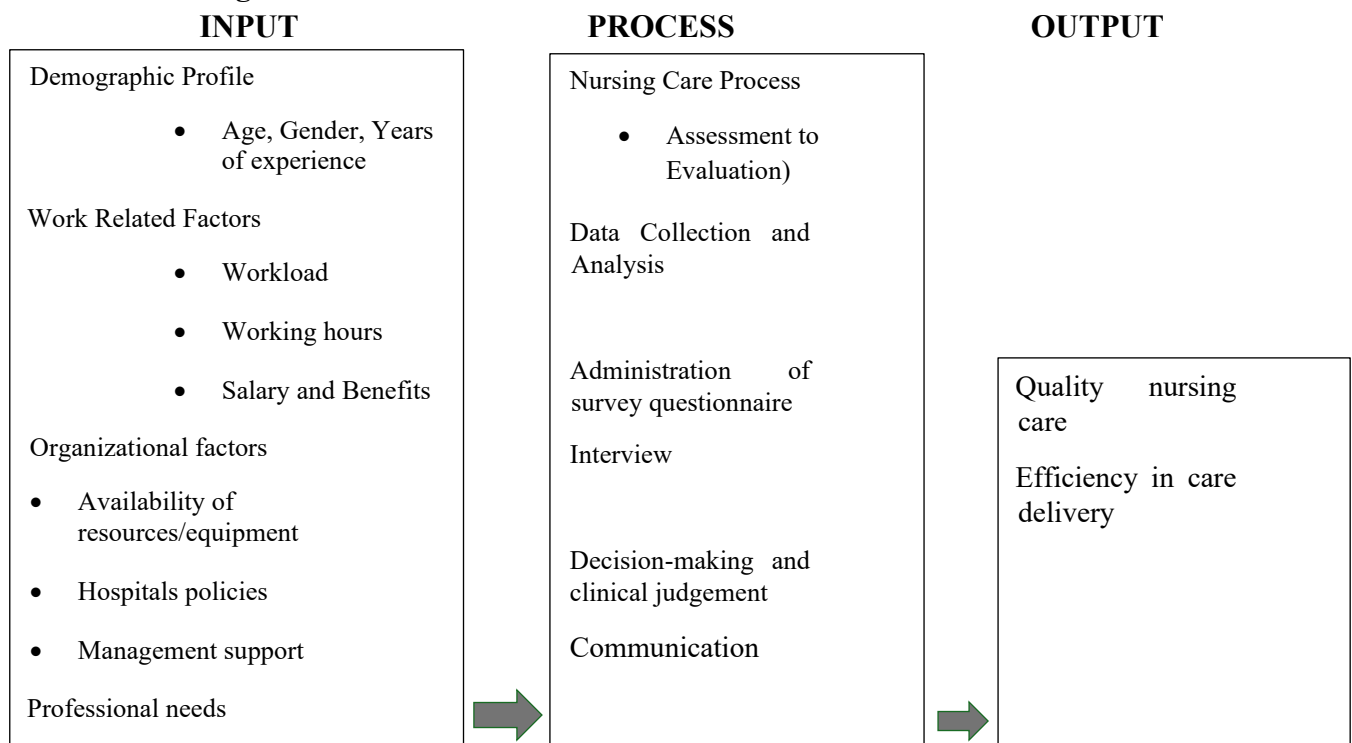 INPUT
PROCESS
OUTPUT
Demographic Profile
• Age, Gender, Years
of experience
Work Related Factors
• Workload
• Working hours
• Salary and Benefits
Organizational factors
• Availability of
resources/equipment
• Hospitals policies
• Management support
Professional needs
Nursing Care Process
• Assessment to
Evaluation)
Data Collection and
Analysis
Administration of
survey questionnaire
Interview
Decision-making and
clinical judgement
Communication
Quality nursing
care
Efficiency in care
delivery